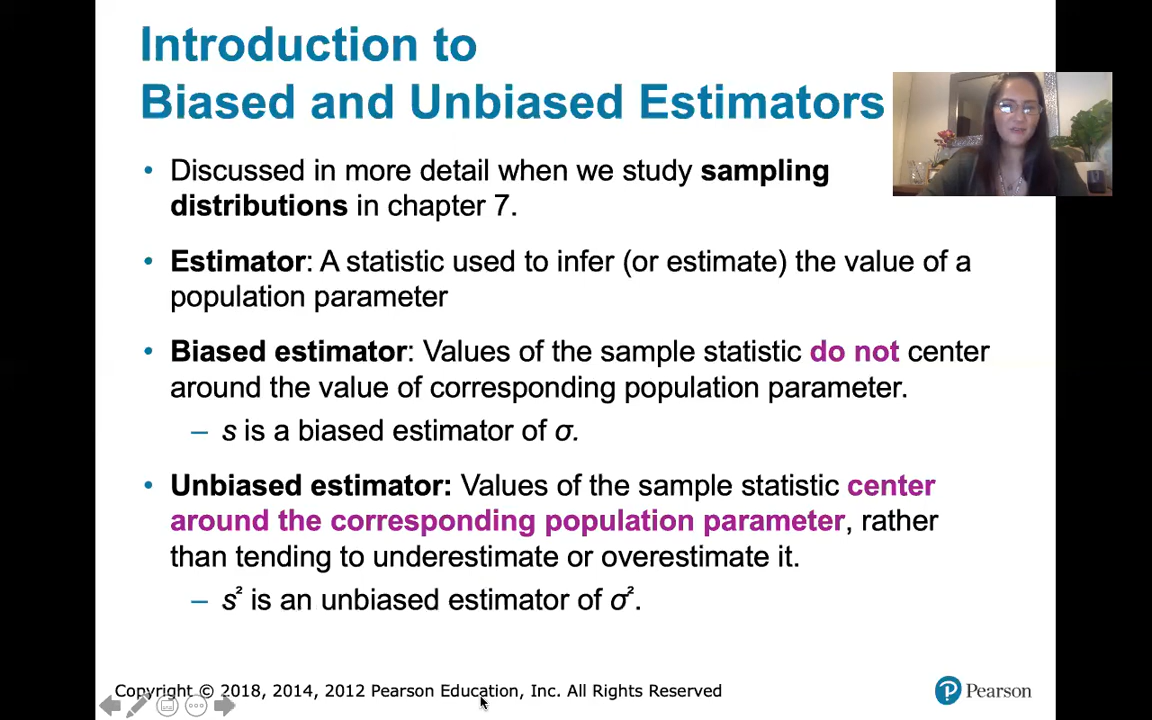 Introduction to
Biased and Unbiased Estimators
• Discussed in more detail when we study sampling
distributions in chapter 7.
• Estimator: A statistic used to infer (or estimate) the value of a
population parameter
• Biased estimator: Values of the sample statistic do not center
around the value of corresponding population parameter.
– s is a biased estimator of σ.
• Unbiased estimator: Values of the sample statistic center
around the corresponding population parameter, rather
than tending to underestimate or overestimate it.
– s² is an unbiased estimator of σ².
Copyright © 2018, 2014, 2012 Pearson Education, Inc. All Rights Reserved
Pearson